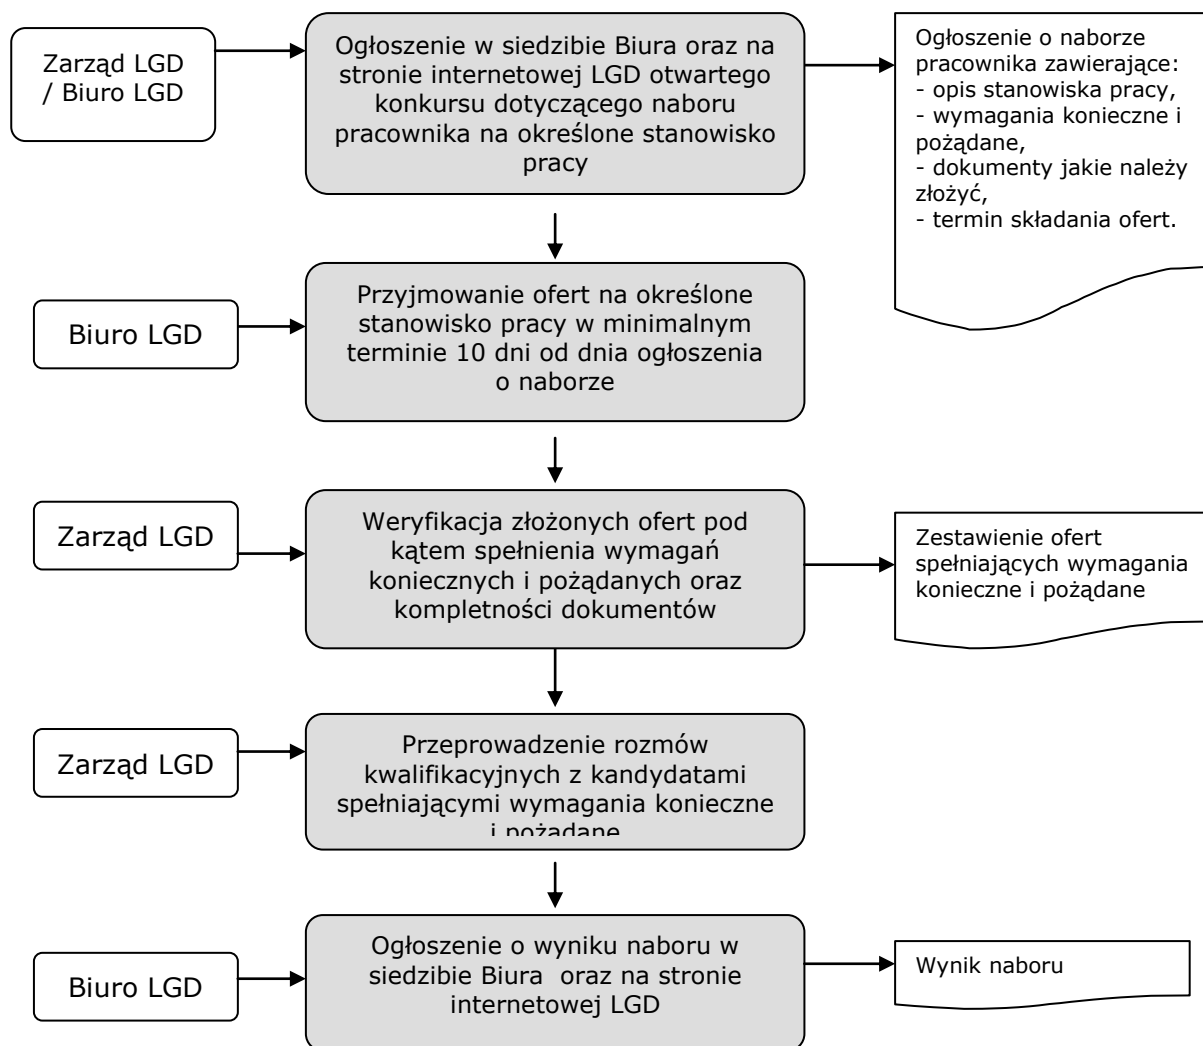 Zarząd LGD
/ Biuro LGD
Ogłoszenie w siedzibie Biura oraz na
stronie internetowej LGD otwartego
konkursu dotyczącego naboru
pracownika na określone stanowisko
pracy
Ogłoszenie o naborze
pracownika zawierające:
- opis stanowiska pracy,
- wymagania konieczne i
pożądane,
- dokumenty jakie należy
złożyć,
- termin składania ofert.
Biuro LGD
Przyjmowanie ofert na określone
stanowisko pracy w minimalnym
terminie 10 dni od dnia ogłoszenia
o naborze
Zarząd LGD
Weryfikacja złożonych ofert pod
kątem spełnienia wymagań
koniecznych i pożądanych oraz
kompletności dokumentów
Zestawienie ofert
spełniających wymagania
konieczne i pożądane
Zarząd LGD
Przeprowadzenie rozmów
kwalifikacyjnych z kandydatami
spełniającymi wymagania konieczne
i pożądane
Biuro LGD
Ogłoszenie o wyniku naboru w
siedzibie Biura oraz na stronie
internetowej LGD
Wynik naboru